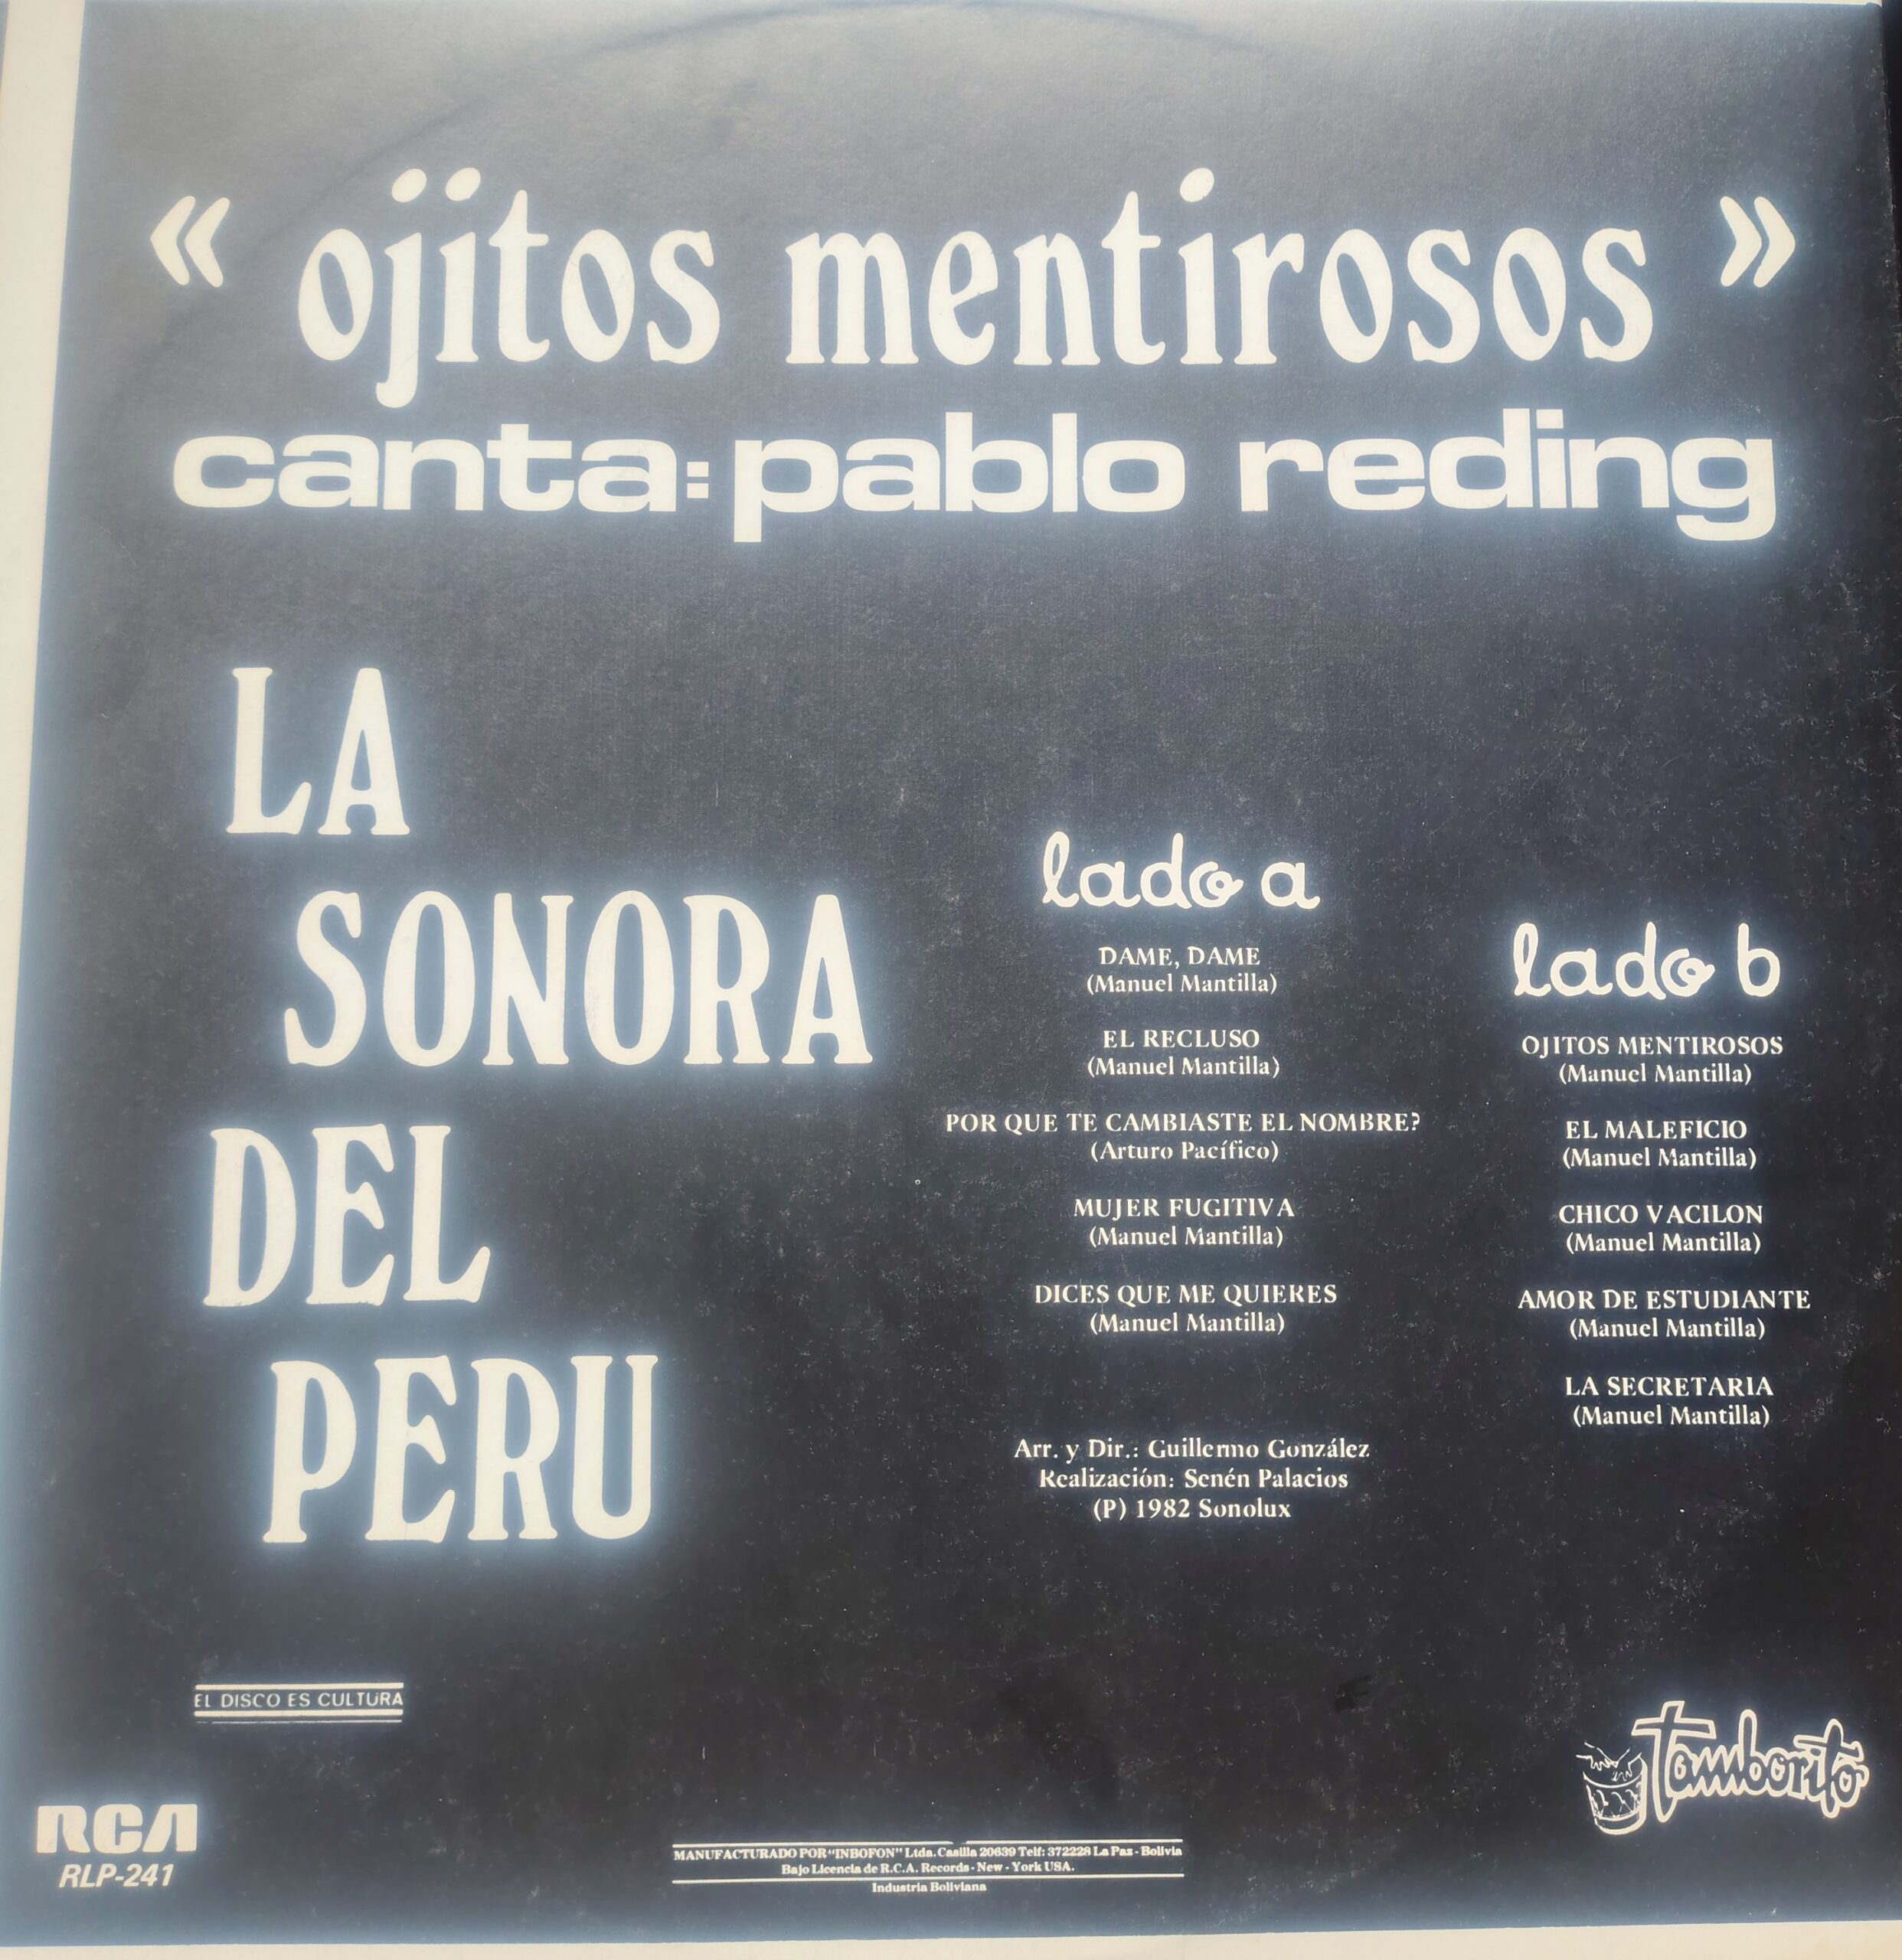 « ojitos mentirosos »
canta: pablo reding
LA
SONORA
DEL
PERU
lado a
DAME, DAME
(Manuel Mantilla)
EL RECLUSO
(Manuel Mantilla)
POR QUE TE CAMBIASTE EL NOMBRE?
(Arturo Pacífico)
MUJER FUGITIVA
(Manuel Mantilla)
DICES QUE ME QUIERES
(Manuel Mantilla)
Arr. y Dir.: Guillermo González
Realización: Senén Palacios
(P) 1982 Sonolux
lado b
OJITOS MENTIROSOS
(Manuel Mantilla)
EL MALEFICIO
(Manuel Mantilla)
CHICO VACILON
(Manuel Mantilla)
AMOR DE ESTUDIANTE
(Manuel Mantilla)
LA SECRETARIA
(Manuel Mantilla)
EL DISCO ES CULTURA
RCA
RLP-241
MANUFACTURADO POR "INBOFON" Ltda. Casilla 20639 Telf: 372228 La Paz - Bolivia
Bajo Licencia de R.C.A. Records - New - York USA.
Industria Boliviana
tamborito